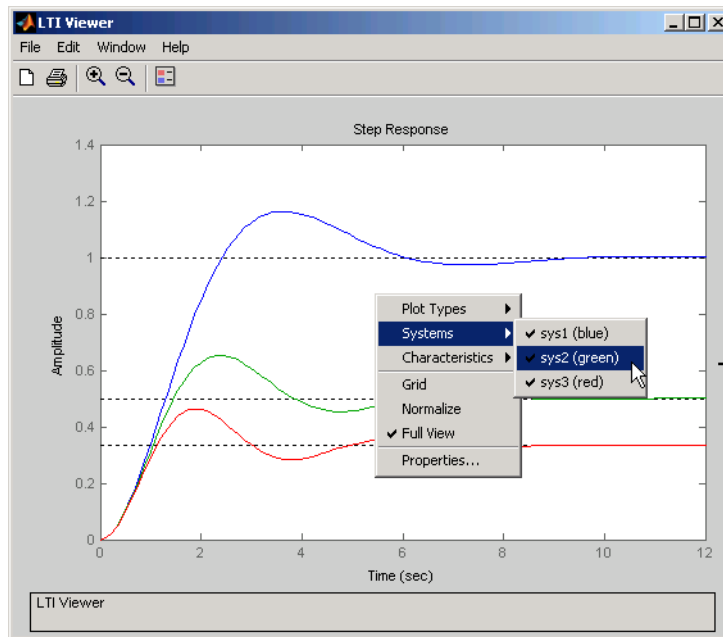 LTI Viewer
File Edit Window Help
Step Response
1.4
1.2
1
0.8
0.6
0.4
0.2
0
Amplitude
0 2 4 6 8 10 12
Time (sec)
Plot Types
Systems
Characteristics
Grid
Normalize
Full View
Properties...
sys1 (blue)
sys2 (green)
sys3 (red)
LTI Viewer